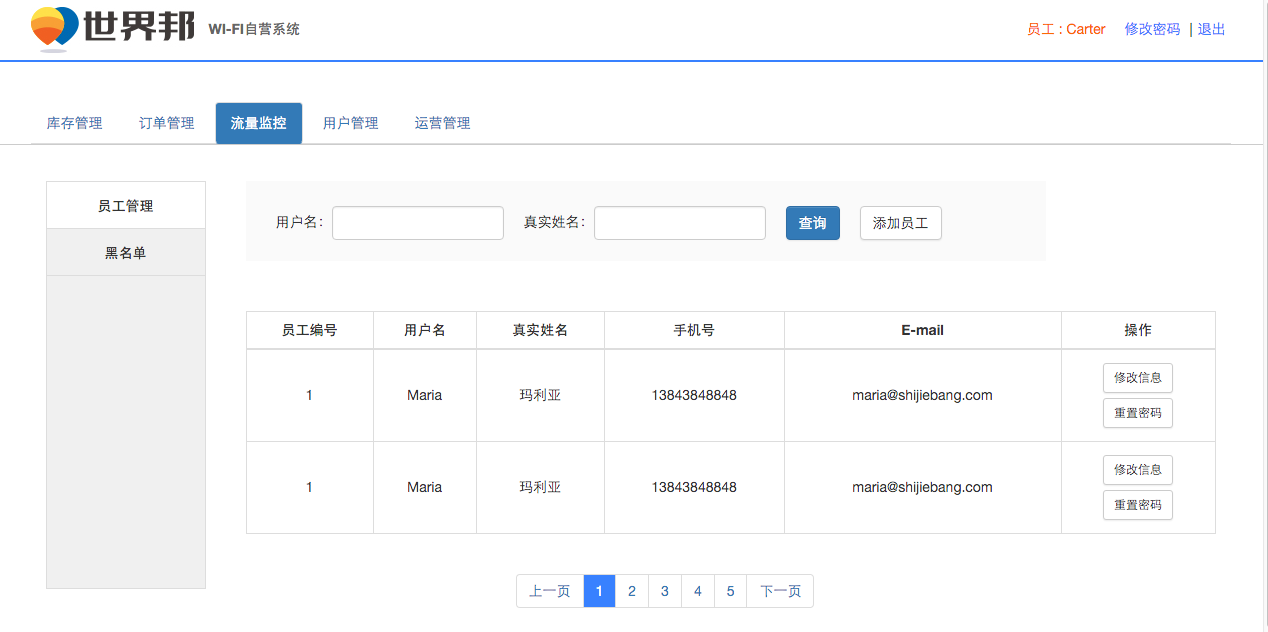 世界邦 WI-FI自营系统 员工 : Carter 修改密码 | 退出
库存管理 订单管理 流量监控 用户管理 运营管理
员工管理
黑名单
用户名： 真实姓名： 查询 添加员工
员工编号 用户名 真实姓名 手机号 E-mail 操作
1 Maria 玛利亚 13843848848 maria@shijiebang.com 修改信息
重置密码
1 Maria 玛利亚 13843848848 maria@shijiebang.com 修改信息
重置密码
上一页 1 2 3 4 5 下一页